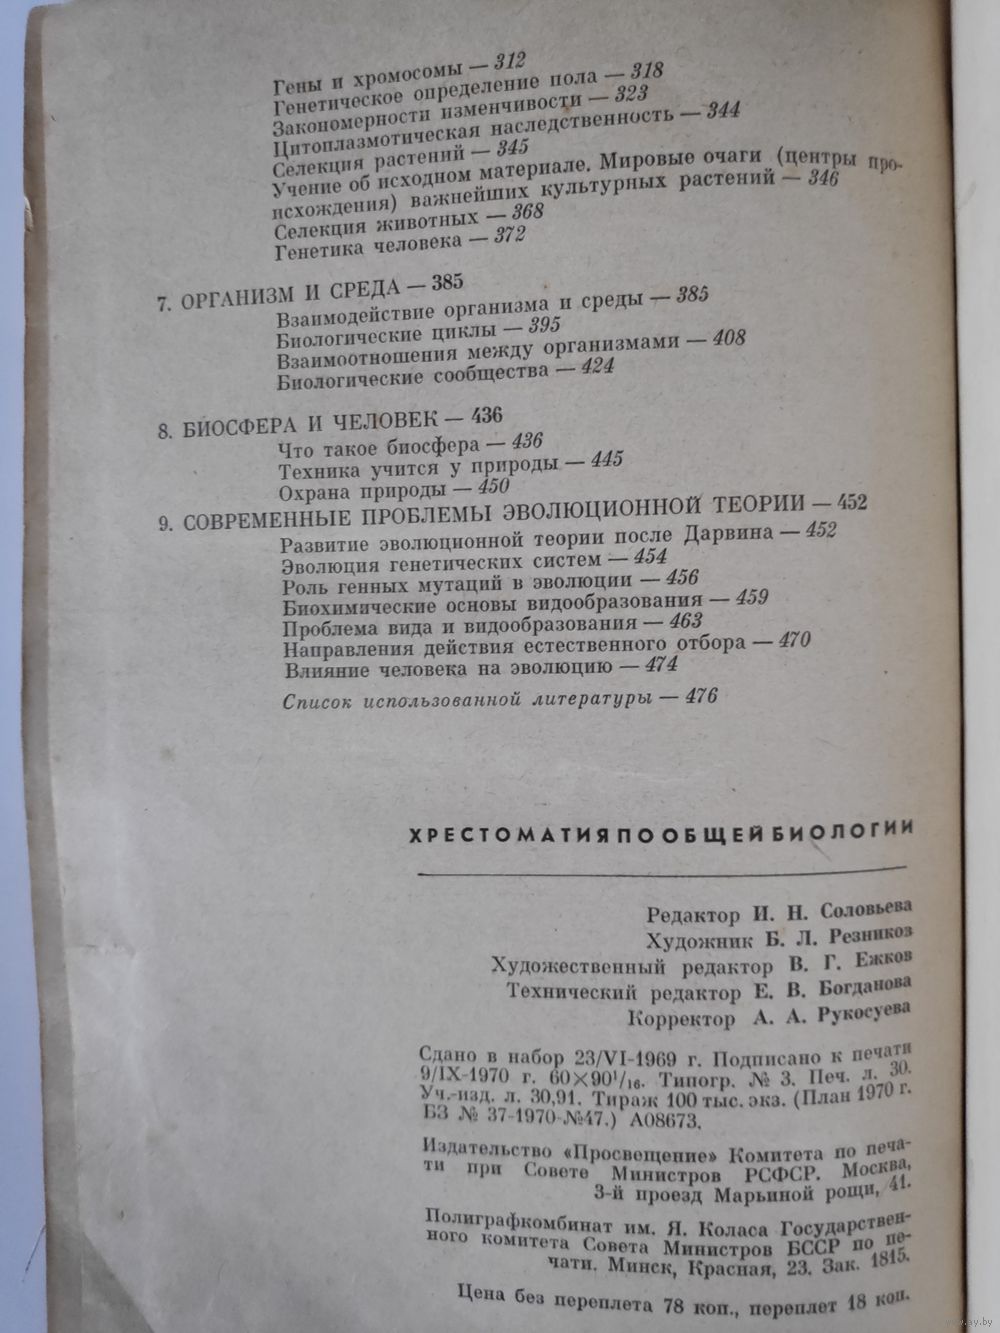 Гены и хромосомы — 312
Генетическое определение пола — 318
Закономерности изменчивости — 323
Цитоплазмотическая наследственность — 344
Селекция растений — 345
Учение об исходном материале. Мировые очаги (центры про-
исхождения) важнейших культурных растений — 346
Селекция животных — 368
Генетика человека — 372
7. ОРГАНИЗМ И СРЕДА — 385
Взаимодействие организма и среды — 385
Биологические циклы — 395
Взаимоотношения между организмами — 408
Биологические сообщества — 424
8. БИОСФЕРА И ЧЕЛОВЕК — 436
Что такое биосфера — 436
Техника учится у природы — 445
Охрана природы — 450
9. СОВРЕМЕННЫЕ ПРОБЛЕМЫ ЭВОЛЮЦИОННОЙ ТЕОРИИ — 452
Развитие эволюционной теории после Дарвина — 452
Эволюция генетических систем — 454
Роль генных мутаций в эволюции — 456
Биохимические основы видообразования — 459
Проблема вида и видообразования — 463
Направления действия естественного отбора — 470
Влияние человека на эволюцию — 474
Список использованной литературы — 476
ХРЕСТОМАТИЯ ПО ОБЩЕЙ БИОЛОГИИ
Редактор И. Н. Соловьева
Художник Б. Л. Резников
Художественный редактор В. Г. Ежков
Технический редактор Е. В. Богданова
Корректор А. А. Рукосуева
Сдано в набор 23/VI-1969 г. Подписано к печати
9/IX-1970 г. 60×90¹/₁₆. Типогр. № 3. Печ. л. 30.
Уч.-изд. л. 30,91. Тираж 100 тыс. экз. (План 1970 г.
БЗ № 37-1970-№47.) А08673.
Издательство «Просвещение» Комитета по печа-
ти при Совете Министров РСФСР. Москва,
3-й проезд Марьиной рощи, 41.
Полиграфкомбинат им. Я. Коласа Государствен-
ного комитета Совета Министров БССР по пе-
чати. Минск, Красная, 23. Зак. 1815.
Цена без переплета 78 коп., переплет 18 коп.
www.ay.by